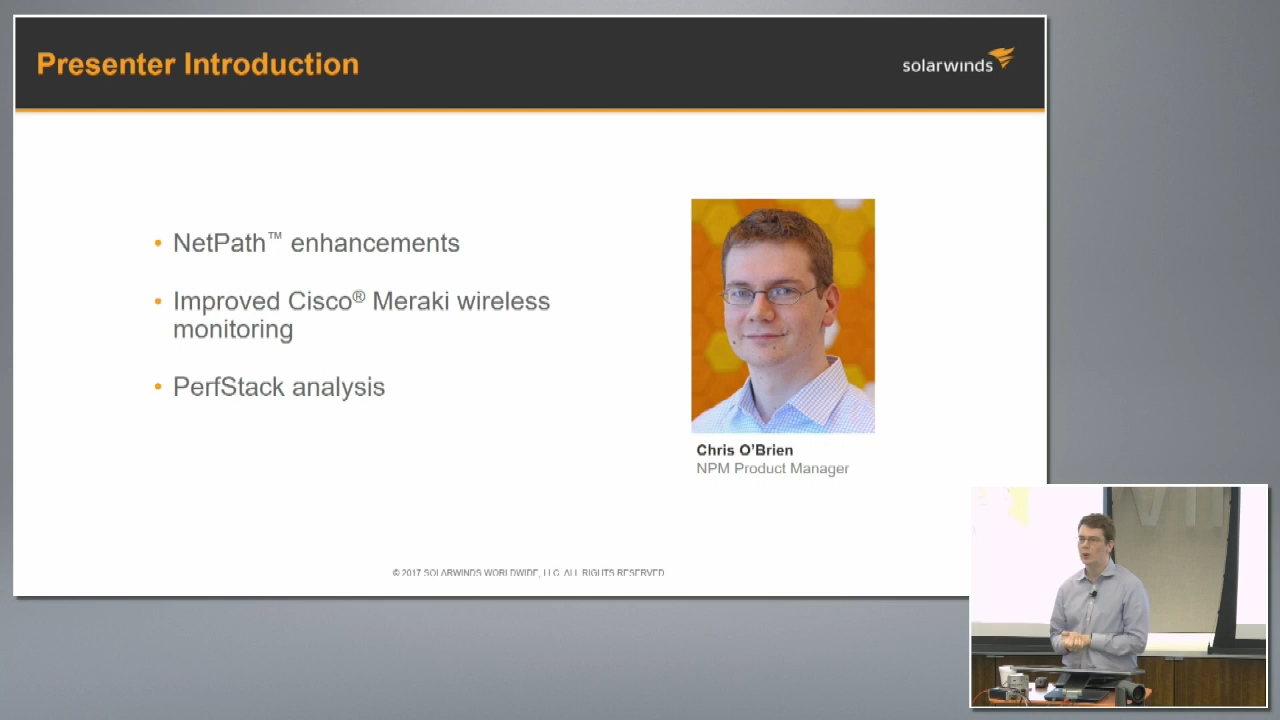 Presenter Introduction
solarwinds
• NetPath™ enhancements
• Improved Cisco® Meraki wireless
monitoring
• PerfStack analysis
Chris O'Brien
NPM Product Manager
© 2017 SOLARWINDS WORLDWIDE, LLC. ALL RIGHTS RESERVED.